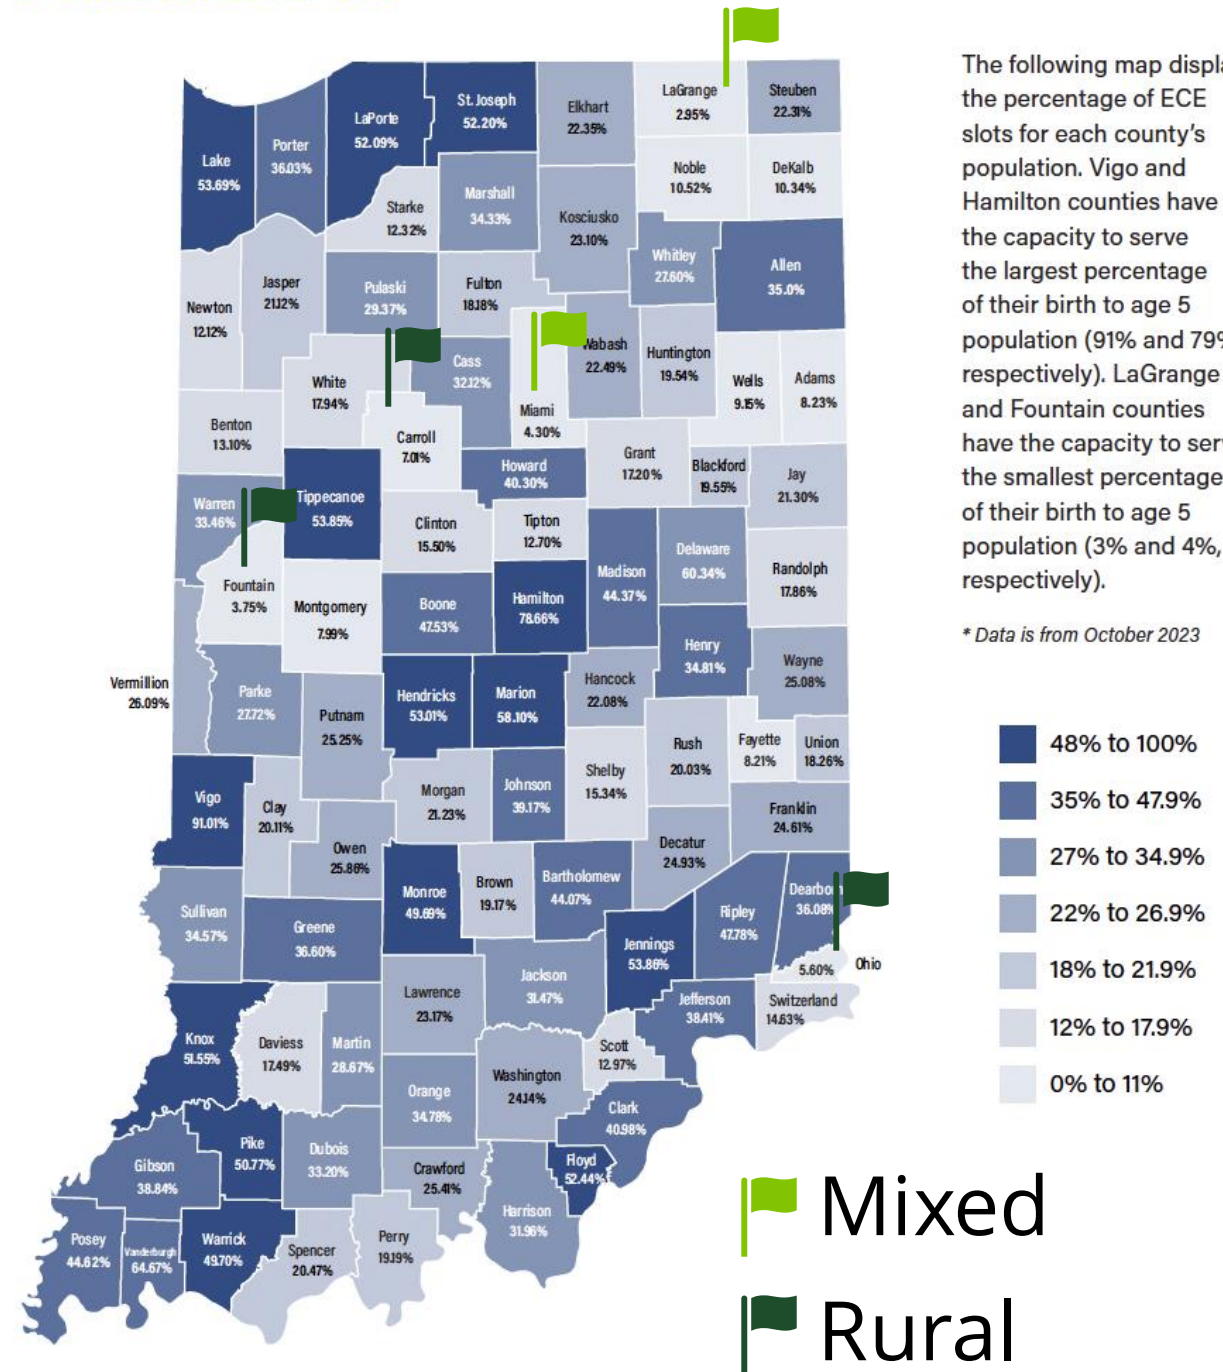 The following map displa
the percentage of ECE
slots for each county's
population. Vigo and
Hamilton counties have
the capacity to serve
the largest percentage
of their birth to age 5
population (91% and 79%
respectively). LaGrange
and Fountain counties
have the capacity to serv
the smallest percentage
of their birth to age 5
population (3% and 4%,
respectively).
* Data is from October 2023
48% to 100%
35% to 47.9%
27% to 34.9%
22% to 26.9%
18% to 21.9%
12% to 17.9%
0% to 11%
Mixed
Rural
Lake
53.69%
Porter
36.03%
LaPorte
52.09%
St. Joseph
52.20%
Elkhart
22.35%
LaGrange
2.95%
Steuben
22.31%
Noble
10.52%
DeKalb
10.34%
Starke
12.32%
Marshall
34.33%
Kosciusko
23.10%
Whitley
27.60%
Allen
35.0%
Newton
12.12%
Jasper
21.12%
Pulaski
29.37%
Fulton
18.18%
White
17.94%
Cass
32.12%
Miami
4.30%
Wabash
22.49%
Huntington
19.54%
Wells
9.15%
Adams
8.23%
Benton
13.10%
Carroll
7.01%
Howard
40.30%
Grant
17.20%
Blackford
19.55%
Jay
21.30%
Warren
33.46%
Tippecanoe
53.85%
Clinton
15.50%
Tipton
12.70%
Madison
44.37%
Delaware
60.34%
Randolph
17.86%
Fountain
3.75%
Montgomery
7.99%
Boone
47.53%
Hamilton
78.66%
Henry
34.81%
Wayne
25.08%
Vermillion
26.09%
Parke
27.72%
Putnam
25.25%
Hendricks
53.01%
Marion
58.10%
Hancock
22.08%
Rush
20.03%
Fayette
8.21%
Union
18.26%
Vigo
91.01%
Clay
20.11%
Owen
25.86%
Morgan
21.23%
Johnson
39.17%
Shelby
15.34%
Decatur
24.93%
Franklin
24.61%
Sullivan
34.57%
Greene
36.60%
Monroe
49.69%
Brown
19.17%
Bartholomew
44.07%
Jennings
53.86%
Ripley
47.78%
Dearborn
36.08%
5.60%
Ohio
Switzerland
14.63%
Jefferson
38.41%
Jackson
31.47%
Lawrence
23.17%
Knox
51.55%
Daviess
17.49%
Martin
28.67%
Orange
34.78%
Washington
24.14%
Scott
12.97%
Clark
40.98%
Floyd
52.44%
Gibson
38.84%
Pike
50.77%
Dubois
33.20%
Crawford
25.41%
Harrison
31.96%
Posey
44.62%
Vanderburgh
64.67%
Warrick
49.70%
Spencer
20.47%
Perry
19.19%